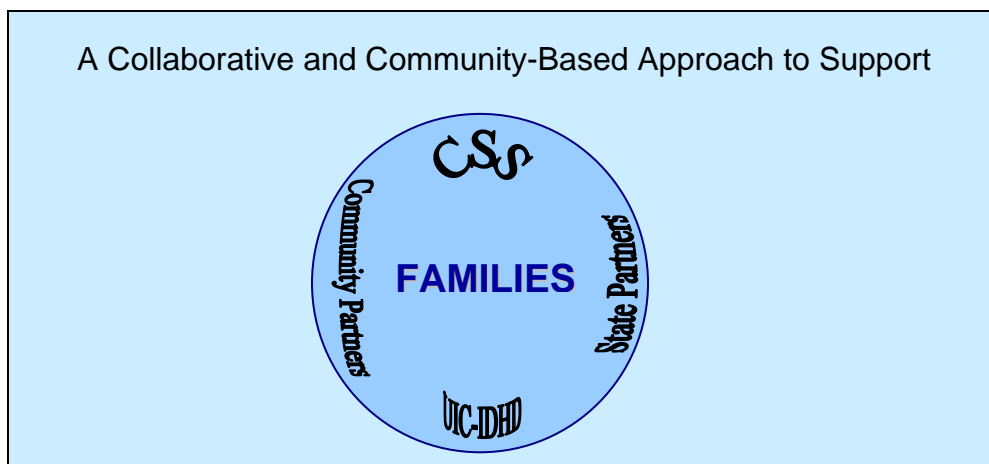 A Collaborative and Community-Based Approach to Support
CSS
Community Partners
FAMILIES
State Partners
UIC-IDHD